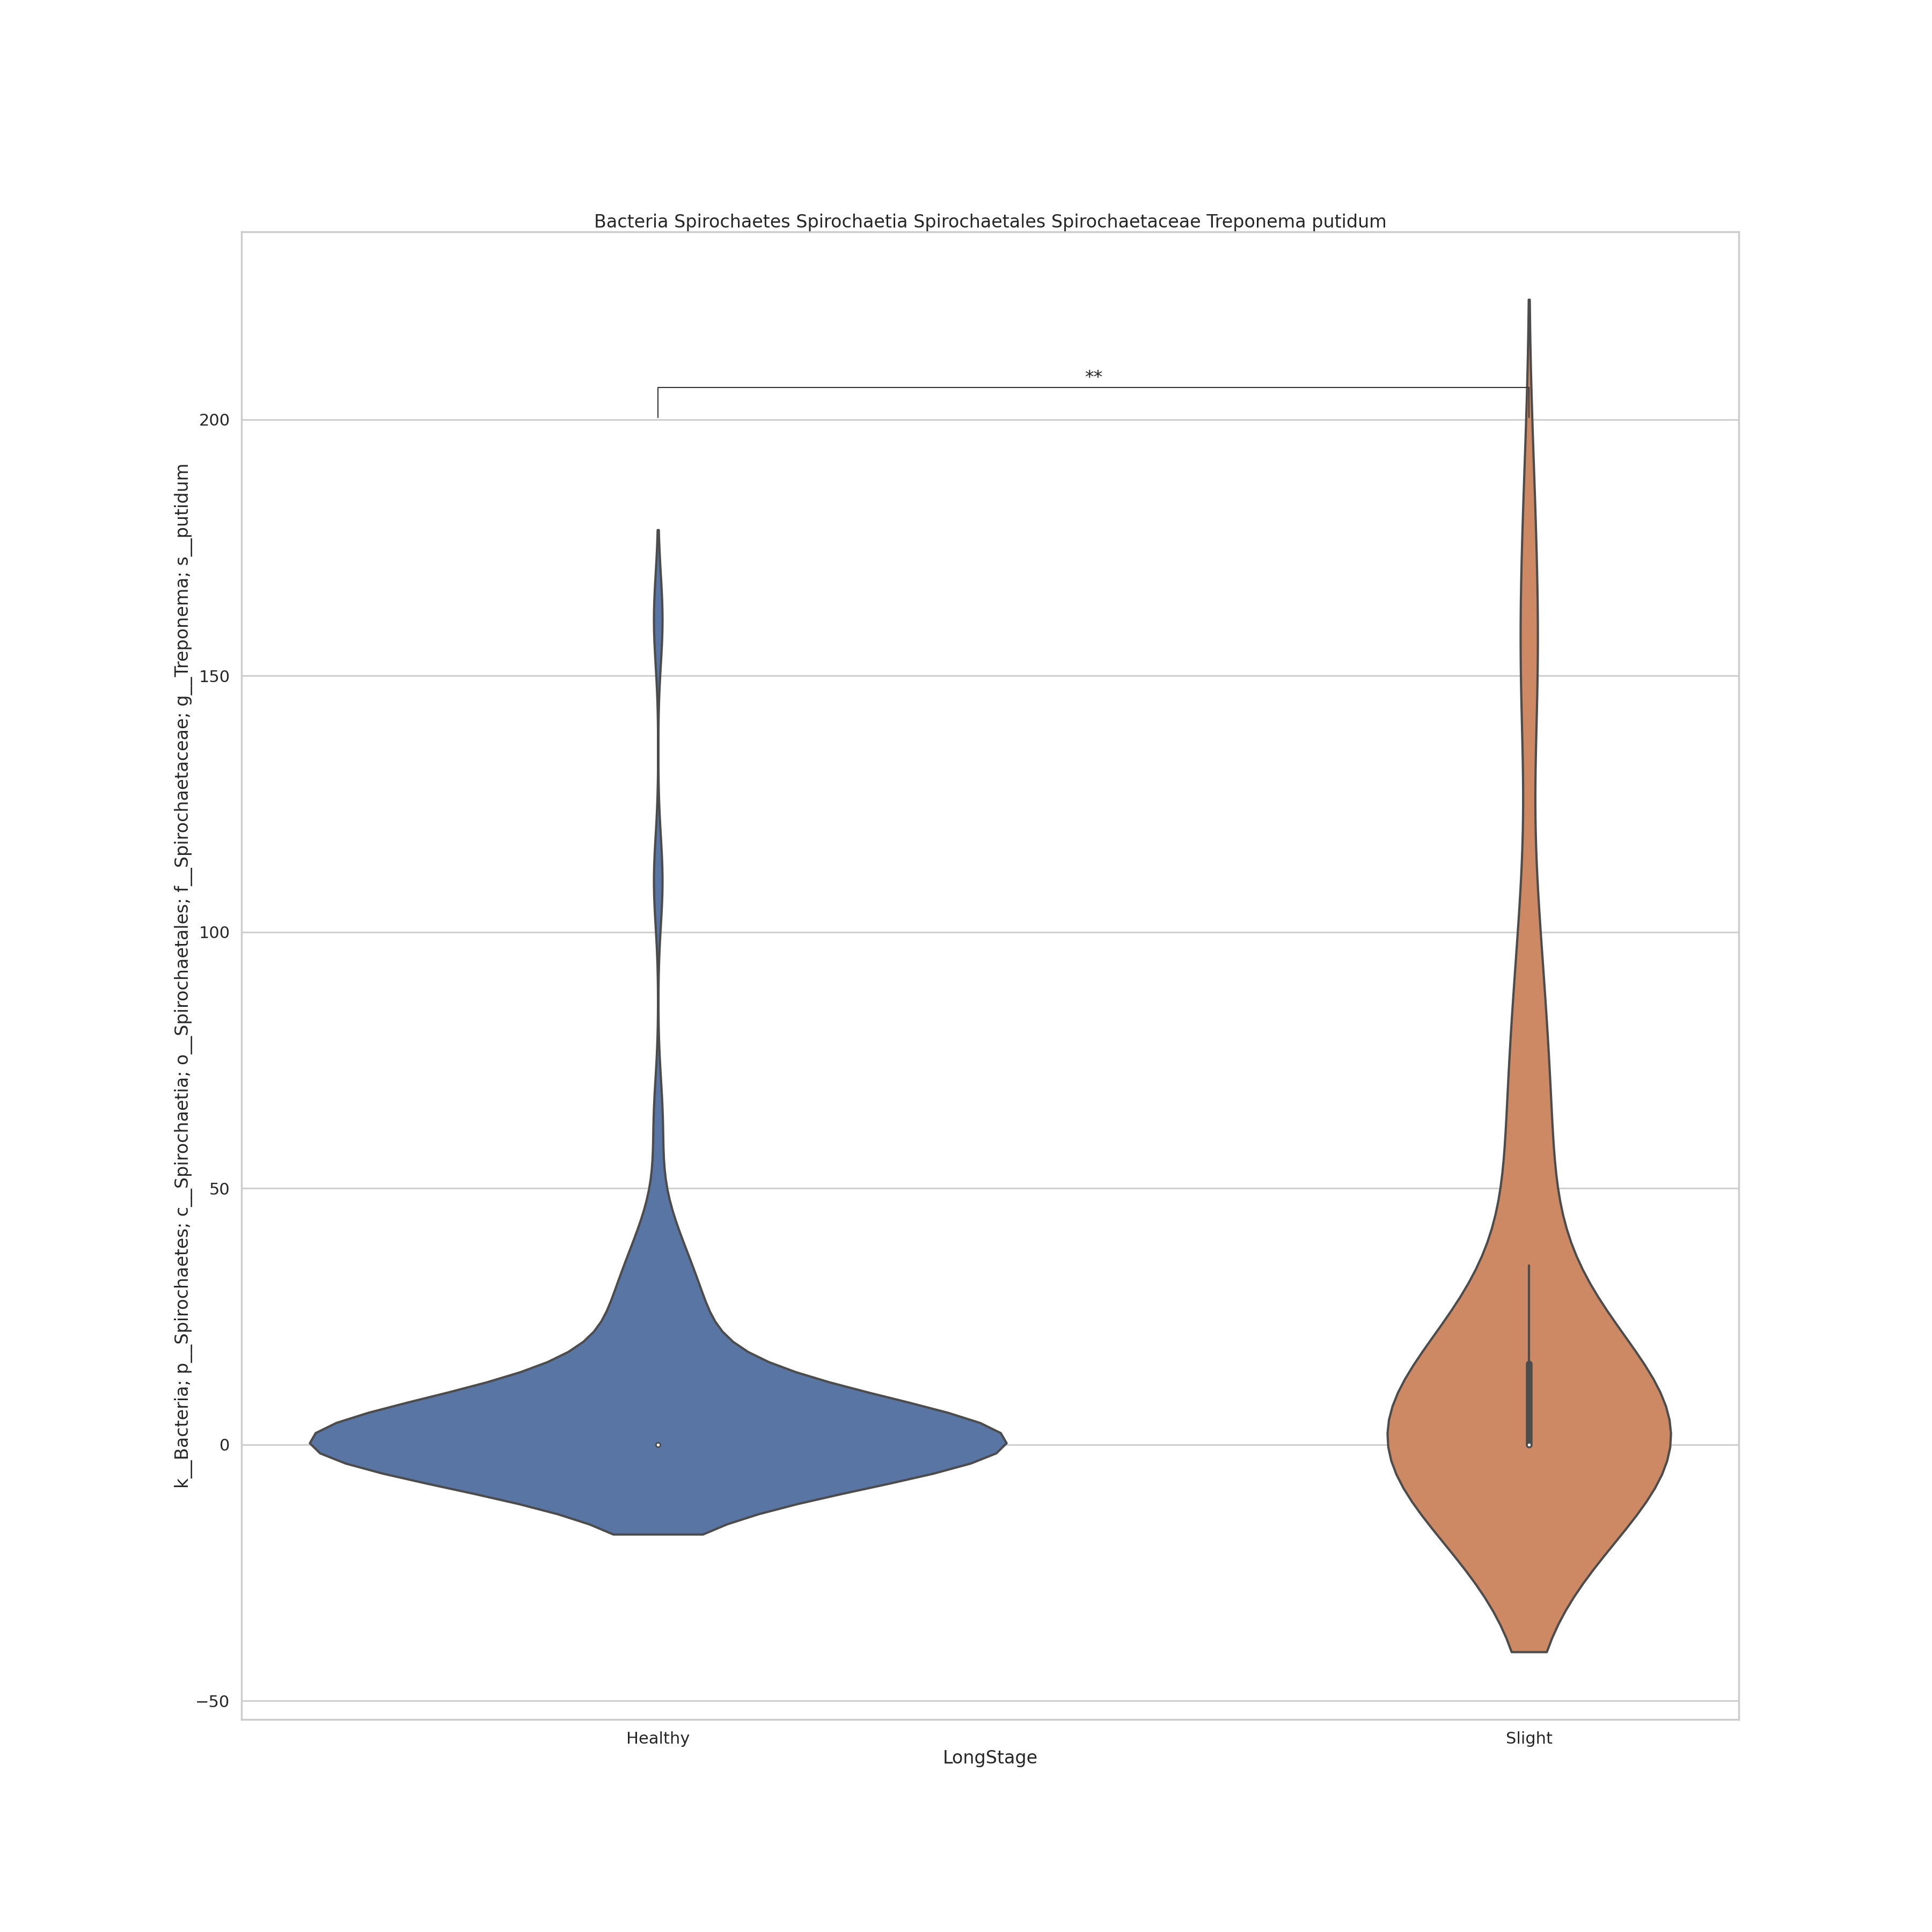 Bacteria Spirochaetes Spirochaetia Spirochaetales Spirochaetaceae Treponema putidum
**
k__Bacteria; p__Spirochaetes; c__Spirochaetia; o__Spirochaetales; f__Spirochaetaceae; g__Treponema; s__putidum
200
150
100
50
0
−50
Healthy
Slight
LongStage